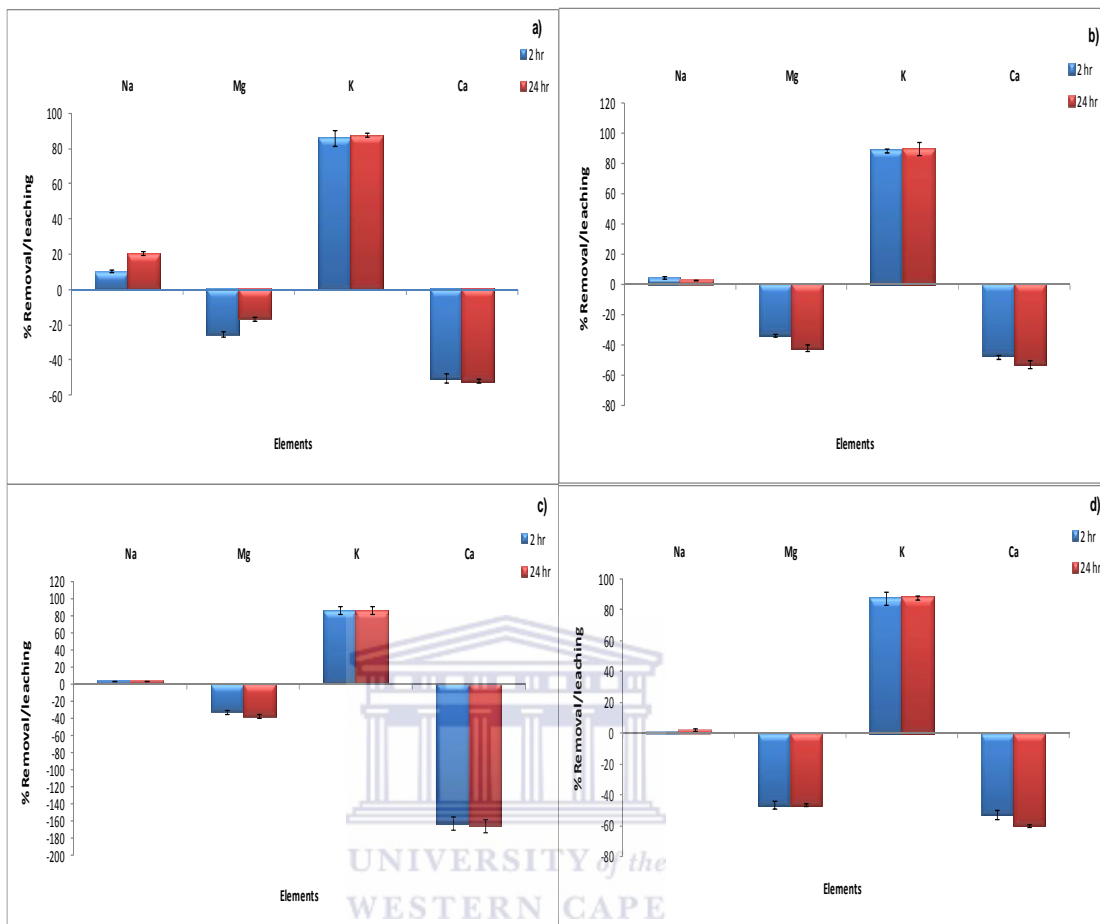 a)
2 hr
24 hr
Na Mg K Ca
100
80
60
40
20
0
-20
-40
-60
% Removal/leaching
Elements
b)
2 hr
24 hr
Na Mg K Ca
120
100
80
60
40
20
0
-20
-40
-60
-80
% Removal/leaching
Elements
c)
2 hr
24 hr
Na Mg K Ca
120
100
80
60
40
20
0
-20
-40
-60
-80
-100
-120
-140
-160
-180
-200
% Removal/leaching
Elements
d)
2 hr
24 hr
Na Mg K Ca
100
80
60
40
20
0
-20
-40
-60
-80
% Removal/leaching
Elements
UNIVERSITY of the
WESTERN CAPE